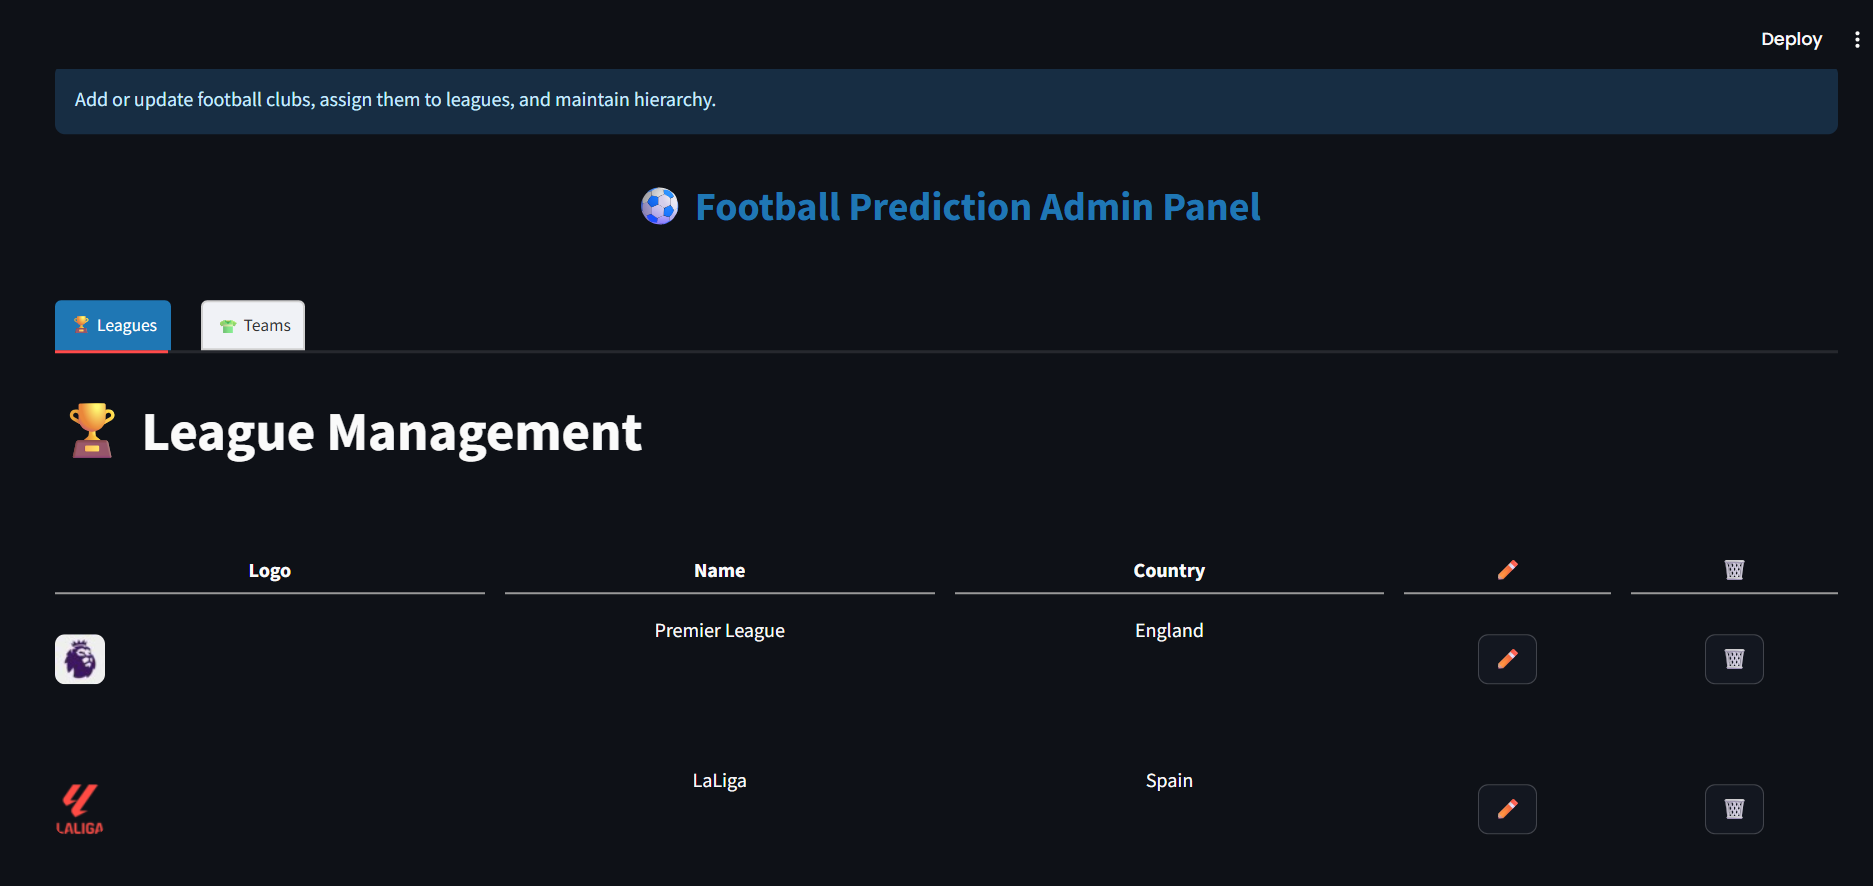 Deploy
Add or update football clubs, assign them to leagues, and maintain hierarchy.
Football Prediction Admin Panel
Leagues
Teams
League Management
Logo Name Country
Premier League England
LaLiga Spain
LALIGA